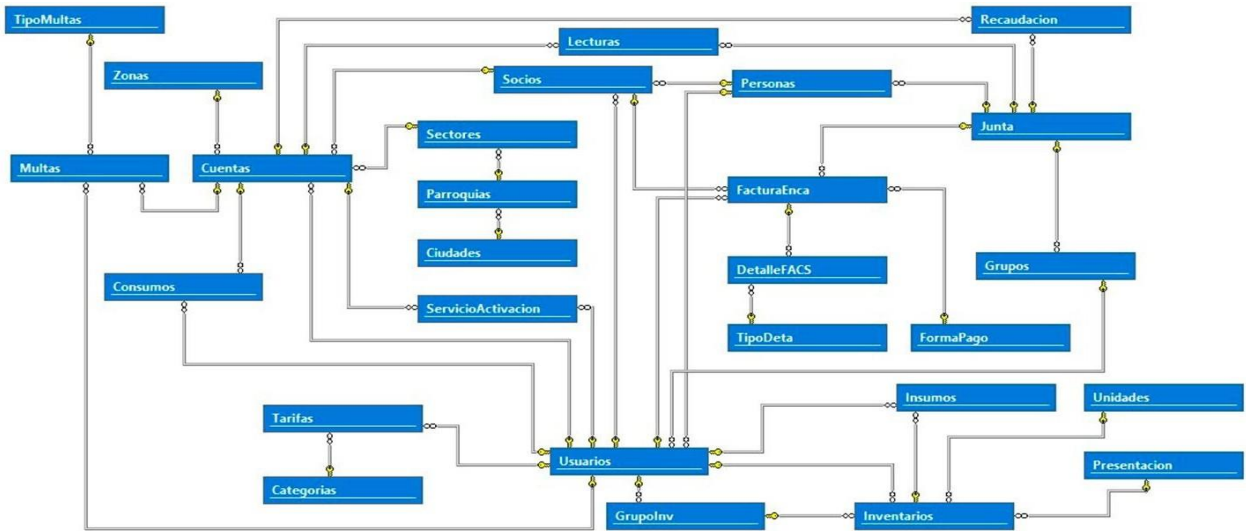 TipoMultas
Recaudacion
Lecturas
Zonas
Socios
Personas
Junta
Sectores
Multas
Cuentas
Parroquias
FacturaEnca
Ciudades
DetalleFACS
Grupos
Consumos
ServicioActivacion
TipoDeta
FormaPago
Insumos
Unidades
Tarifas
Usuarios
Presentacion
Categorias
GrupoInv
Inventarios